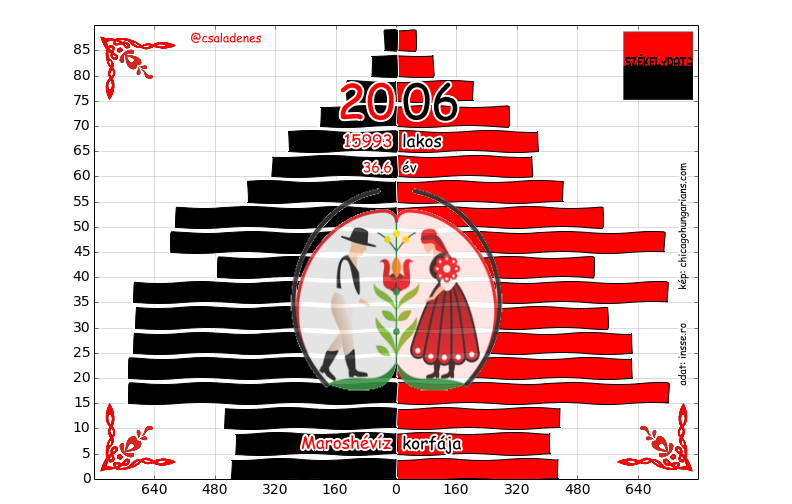 @csaladenes
SZÉKELYDATA
2006
15993 lakos
36.6 év
kép: chicagohungarians.com
adat: insse.ro
Maroshévíz korfája
85
80
75
70
65
60
55
50
45
40
35
30
25
20
15
10
5
0
640 480 320 160 0 160 320 480 640